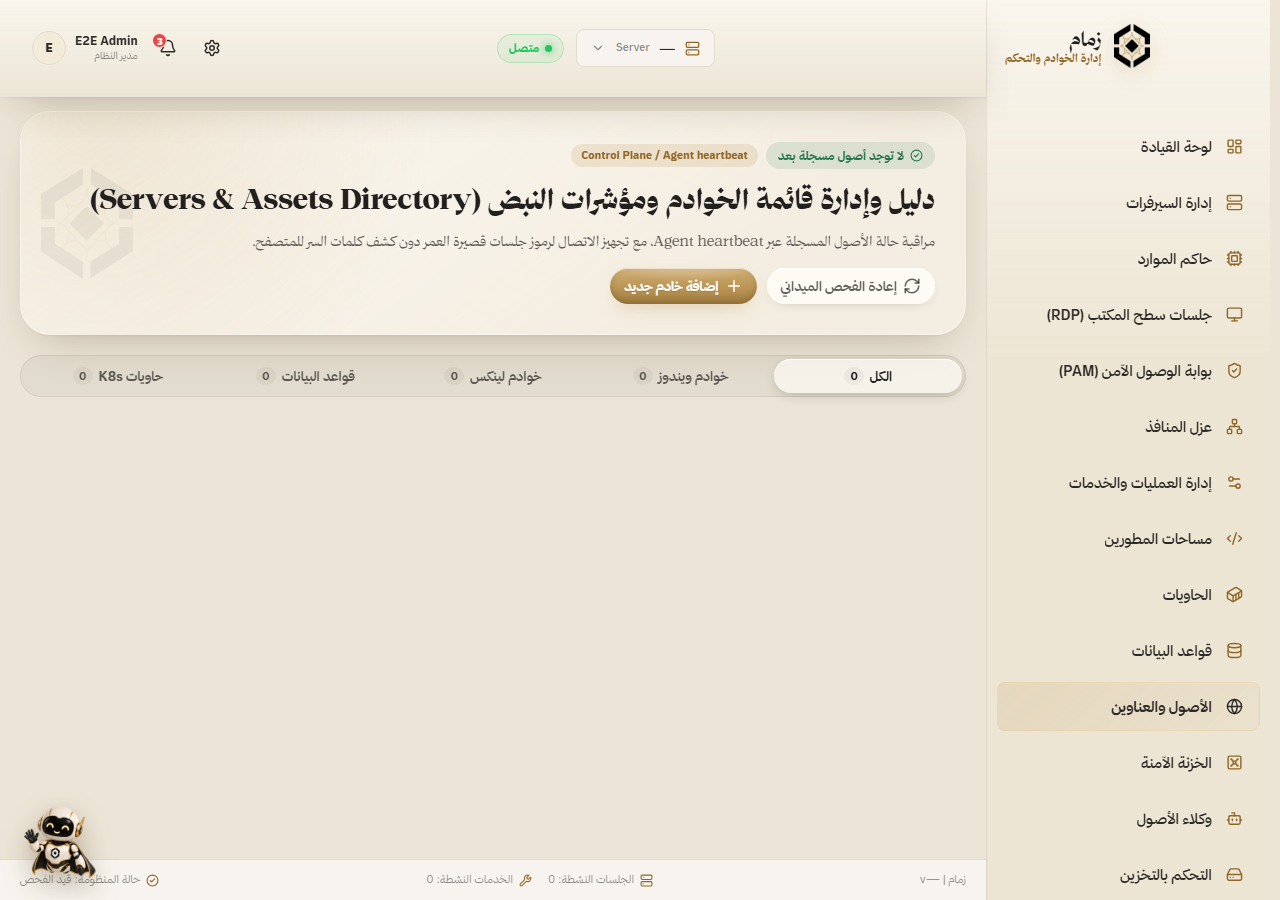 زمام
إدارة الخوادم والتحكم
لوحة القيادة
إدارة السيرفرات
حاكم الموارد
جلسات سطح المكتب (RDP)
بوابة الوصول الآمن (PAM)
عزل المنافذ
إدارة العمليات والخدمات
مساحات المطورين
الحاويات
قواعد البيانات
الأصول والعناوين
الخزنة الآمنة
وكلاء الأصول
التحكم بالتخزين
— Server
متصل
3
E2E Admin
مدير النظام
E
لا توجد أصول مسجلة بعد
Control Plane / Agent heartbeat
دليل وإدارة قائمة الخوادم ومؤشرات النبض (Servers & Assets Directory)
مراقبة حالة الأصول المسجلة عبر Agent heartbeat، مع تجهيز الاتصال لرموز جلسات قصيرة العمر دون كشف كلمات السر للمتصفح.
إعادة الفحص الميداني
إضافة خادم جديد
الكل 0
خوادم ويندوز 0
خوادم لينكس 0
قواعد البيانات 0
حاويات K8s 0
زمام | v—
الجلسات النشطة: 0
الخدمات النشطة: 0
حالة المنظومة: قيد الفحص